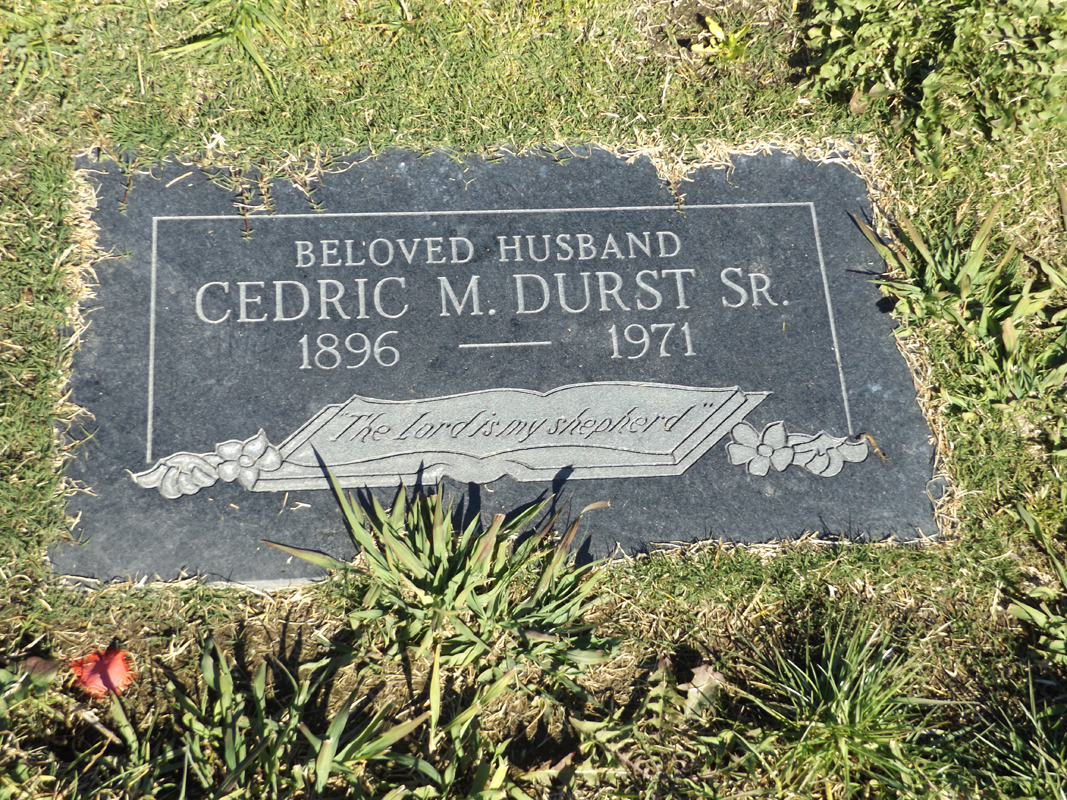 BELOVED HUSBAND
CEDRIC M. DURST SR.
1896 — 1971
"The Lord is my shepherd"